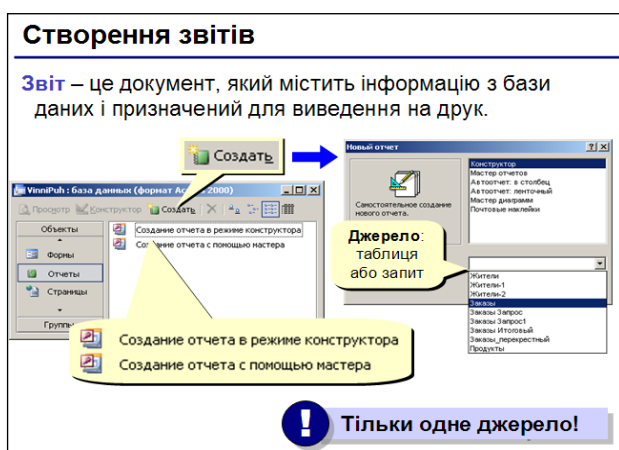 Створення звітів
Звіт – це документ, який містить інформацію з бази
даних і призначений для виведення на друк.
Создать
VinniPuh : база данных (формат Access 2000)
Просмотр Конструктор Создать
Объекты
Формы
Отчеты
Страницы
Группы
Создание отчета в режиме конструктора
Создание отчета с помощью мастера
Новый отчет
Самостоятельное создание
нового отчета.
Конструктор
Мастер отчетов
Автоотчет: в столбец
Автоотчет: ленточный
Мастер диаграмм
Почтовые наклейки
Джерело:
таблиця
або запит
Жители
Жители-1
Жители-2
Заказы
Заказы Запрос
Заказы Запрос1
Заказы Итоговый
Заказы_перекрестный
Продукты
Создание отчета в режиме конструктора
Создание отчета с помощью мастера
! Тільки одне джерело!